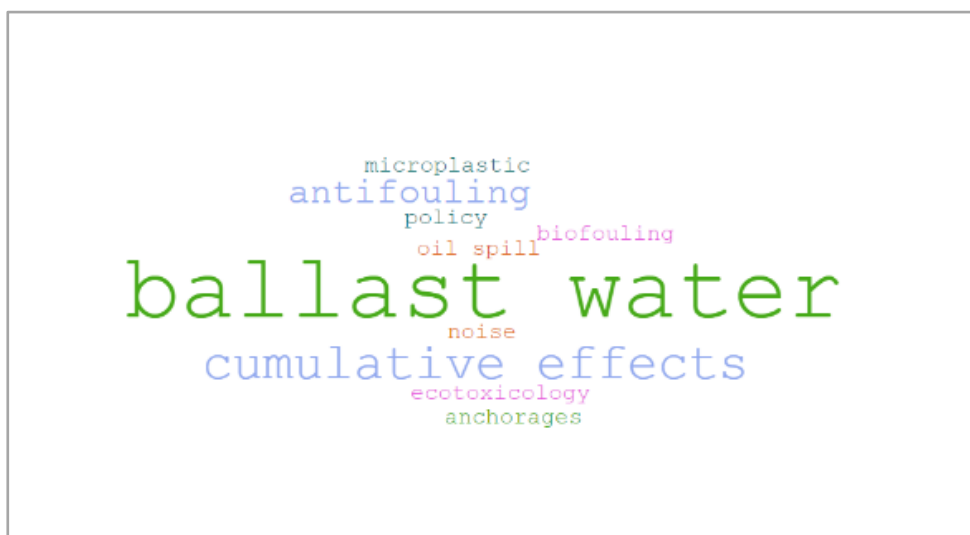 microplastic
antifouling
policy
biofouling
oil spill
ballast water
noise
cumulative effects
ecotoxicology
anchorages